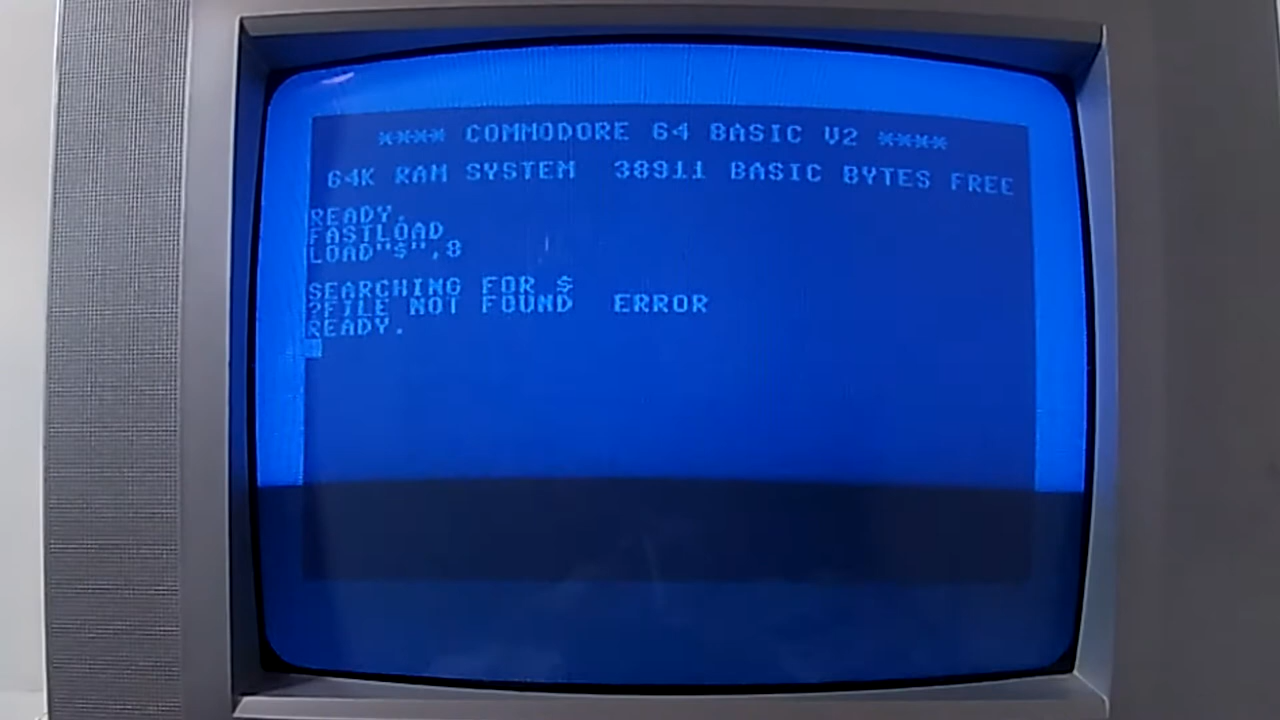 **** COMMODORE 64 BASIC V2 ****
64K RAM SYSTEM  38911 BASIC BYTES FREE
READY.
FASTLOAD
LOAD"$",8
SEARCHING FOR $
?FILE NOT FOUND  ERROR
READY.